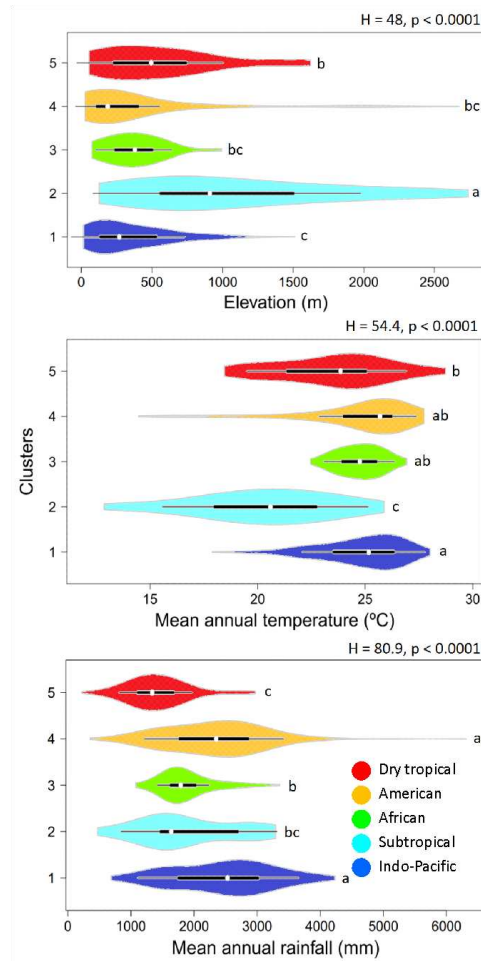 H = 48, p < 0.0001
5
b
4
bc
3
bc
2
a
1
c
0
500
1000
1500
2000
2500
Elevation (m)
H = 54.4, p < 0.0001
Clusters
5
b
4
ab
3
ab
2
c
1
a
15
20
25
30
Mean annual temperature (ºC)
H = 80.9, p < 0.0001
5
c
4
a
3
b
2
bc
1
a
Dry tropical
American
African
Subtropical
Indo-Pacific
0
1000
2000
3000
4000
5000
6000
Mean annual rainfall (mm)